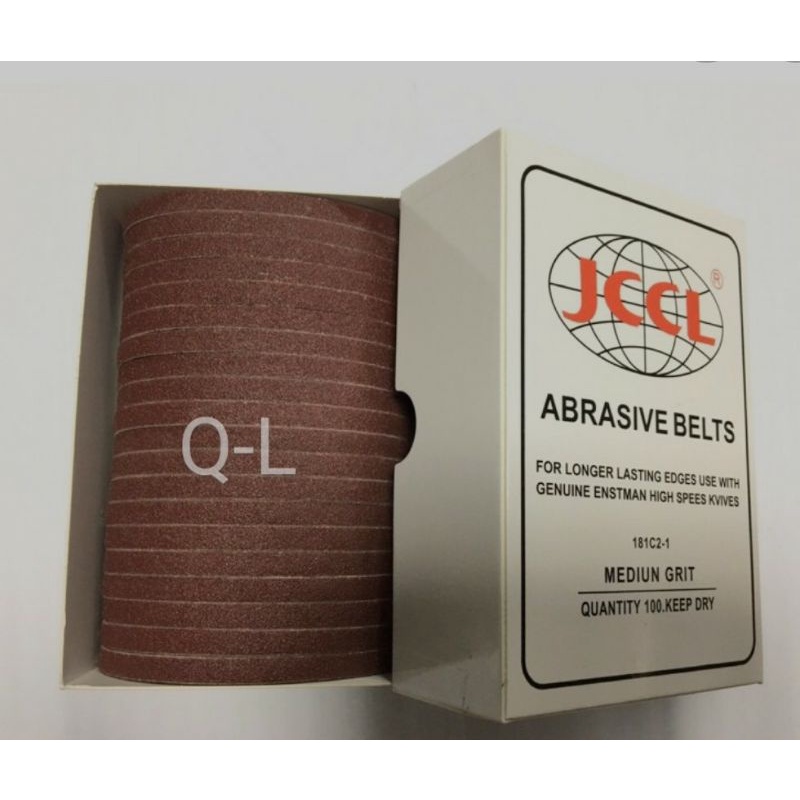 JCCL
®
ABRASIVE BELTS
FOR LONGER LASTING EDGES USE WITH
GENUINE ENSTMAN HIGH SPEES KVIVES
181C2-1
MEDIUN GRIT
QUANTITY 100.KEEP DRY
Q-L